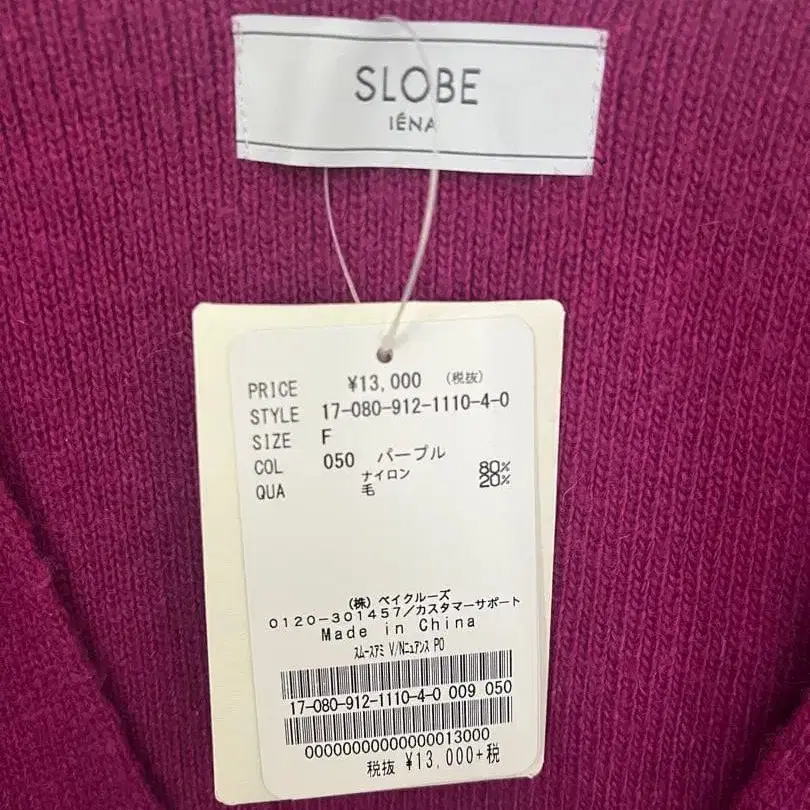 SLOBE
IÉNA
PRICE ¥13,000 (税抜)
STYLE 17-080-912-1110-4-0
SIZE F
COL 050 パープル
QUA ナイロン 80%
毛 20%
(株) ベイクルーズ
0120-301457/カスタマーサポート
Made in China
スムースアミ V/Nニュアンス PO
17-080-912-1110-4-0 009 050
00000000000000013000
税抜 ¥13,000+税